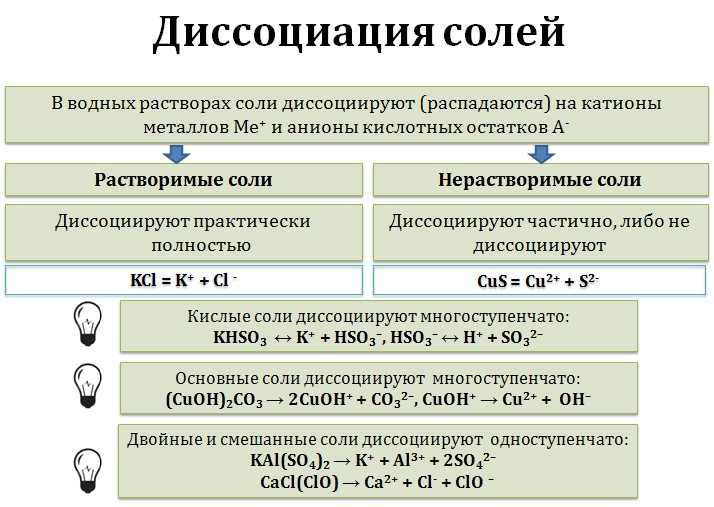 Диссоциация солей
В водных растворах соли диссоциируют (распадаются) на катионы
металлов Me⁺ и анионы кислотных остатков A⁻
Растворимые соли
Нерастворимые соли
Диссоциируют практически
полностью
Диссоциируют частично, либо не
диссоциируют
KCl = K⁺ + Cl ⁻
CuS = Cu²⁺ + S²⁻
Кислые соли диссоциируют многоступенчато:
KHSO₃ ↔ K⁺ + HSO₃⁻, HSO₃⁻ ↔ H⁺ + SO₃²⁻
Основные соли диссоциируют многоступенчато:
(CuOH)₂CO₃ → 2CuOH⁺ + CO₃²⁻, CuOH⁺ → Cu²⁺ + OH⁻
Двойные и смешанные соли диссоциируют одноступенчато:
KAl(SO₄)₂ → K⁺ + Al³⁺ + 2SO₄²⁻
CaCl(ClO) → Ca²⁺ + Cl⁻ + ClO ⁻